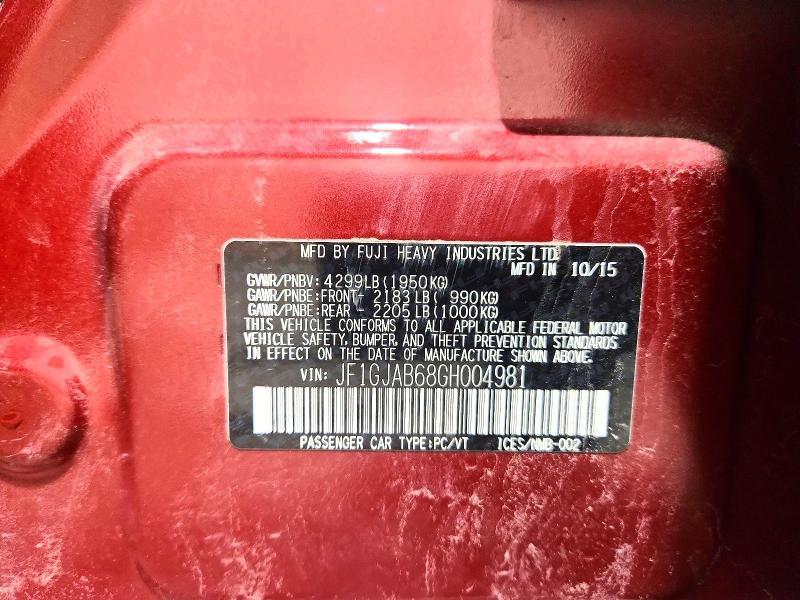 MFD BY FUJI HEAVY INDUSTRIES LTD.
MFD IN 10/15
GVWR/PNBV: 4299LB (1950KG)
GAWR/PNBE: FRONT- 2183 LB ( 990KG)
GAWR/PNBE: REAR - 2205 LB (1000KG)
THIS VEHICLE CONFORMS TO ALL APPLICABLE FEDERAL MOTOR
VEHICLE SAFETY, BUMPER, AND THEFT PREVENTION STANDARDS
IN EFFECT ON THE DATE OF MANUFACTURE SHOWN ABOVE.
VIN: JF1GJAB68GH004981
PASSENGER CAR TYPE: PC/VT ICES/NMB-002